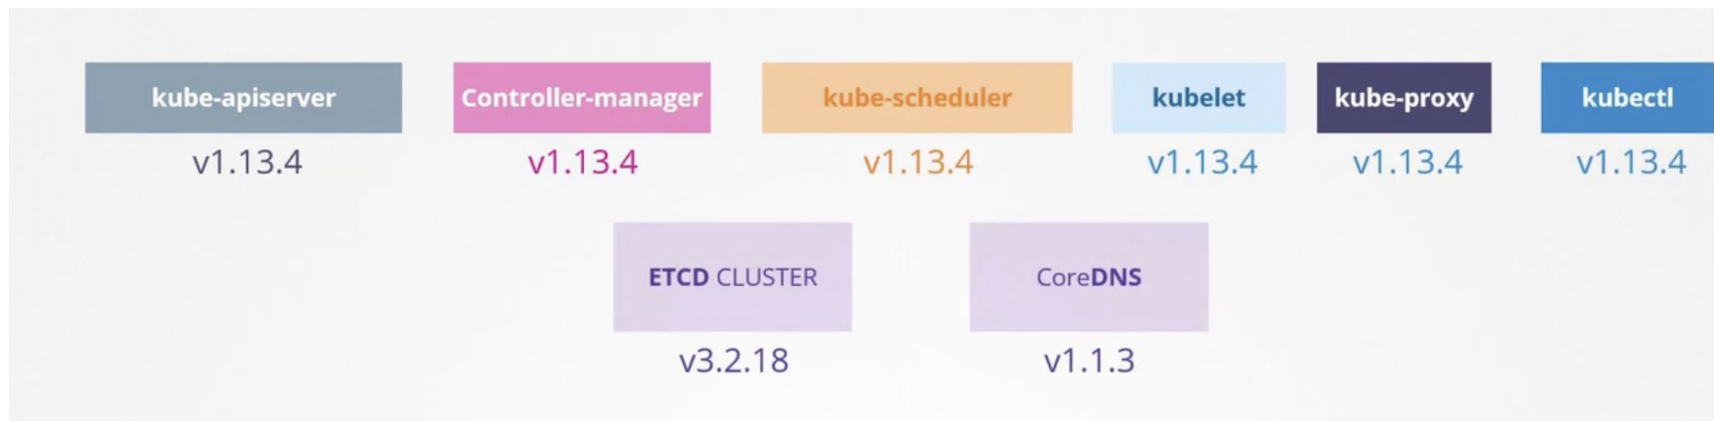 kube-apiserver Controller-manager kube-scheduler kubelet kube-proxy kubectl
v1.13.4 v1.13.4 v1.13.4 v1.13.4 v1.13.4 v1.13.4
ETCD CLUSTER CoreDNS
v3.2.18 v1.1.3